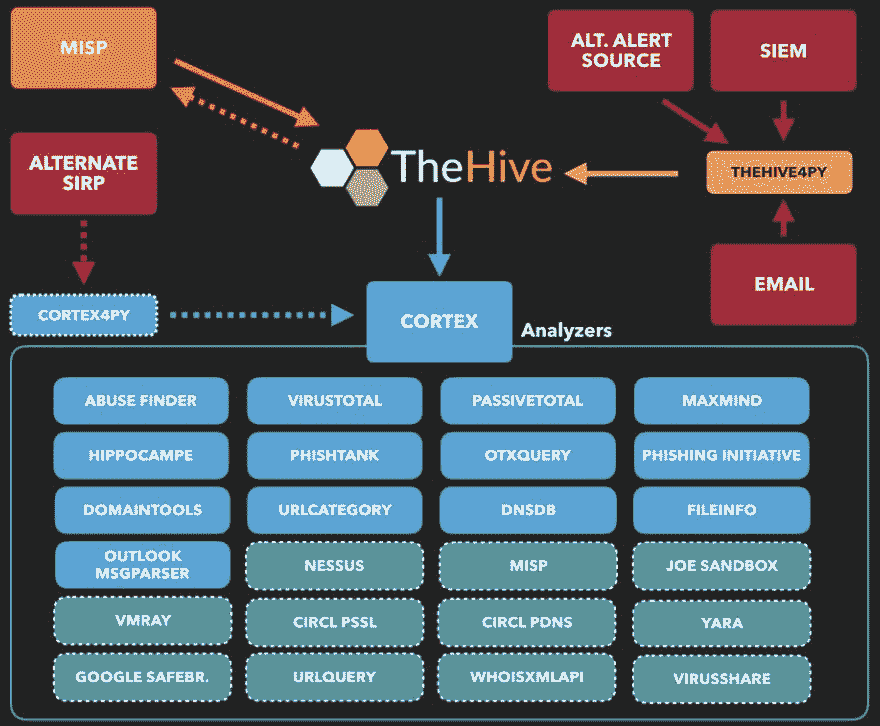 MISP
ALT. ALERT
SOURCE
SIEM
ALTERNATE
SIRP
TheHive
THEHIVE4PY
EMAIL
CORTEX4PY
CORTEX
Analyzers
ABUSE FINDER
VIRUSTOTAL
PASSIVETOTAL
MAXMIND
HIPPOCAMPE
PHISHTANK
OTXQUERY
PHISHING INITIATIVE
DOMAINTOOLS
URLCATEGORY
DNSDB
FILEINFO
OUTLOOK
MSGPARSER
NESSUS
MISP
JOE SANDBOX
VMRAY
CIRCL PSSL
CIRCL PDNS
YARA
GOOGLE SAFEBR.
URLQUERY
WHOISXMLAPI
VIRUSSHARE